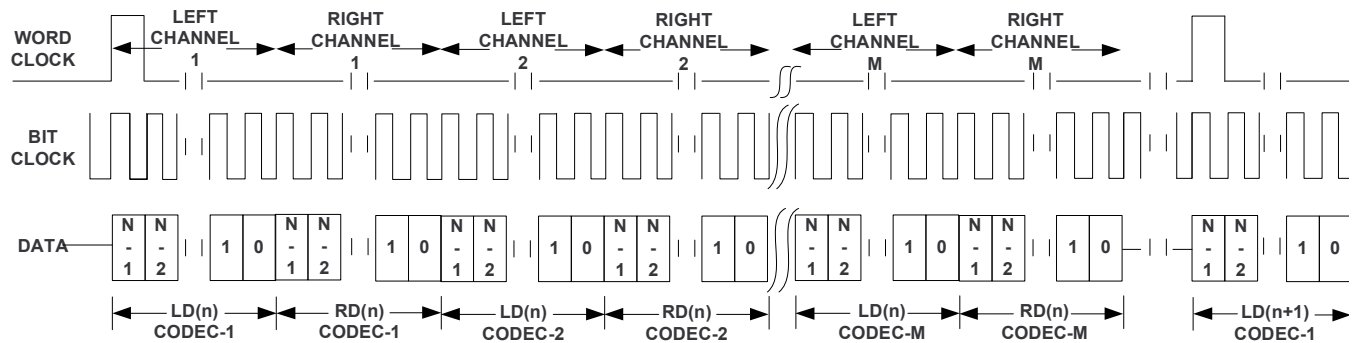 WORD CLOCK
LEFT CHANNEL 1
RIGHT CHANNEL 1
LEFT CHANNEL 2
RIGHT CHANNEL 2
LEFT CHANNEL M
RIGHT CHANNEL M
BIT CLOCK
DATA
N-1 N-2 1 0
N-1 N-2 1 0
N-1 N-2 1 0
N-1 N-2 1 0
N-1 N-2 1 0
N-1 N-2 1 0
N-1 N-2 1 0
LD(n) CODEC-1
RD(n) CODEC-1
LD(n) CODEC-2
RD(n) CODEC-2
LD(n) CODEC-M
RD(n) CODEC-M
LD(n+1) CODEC-1